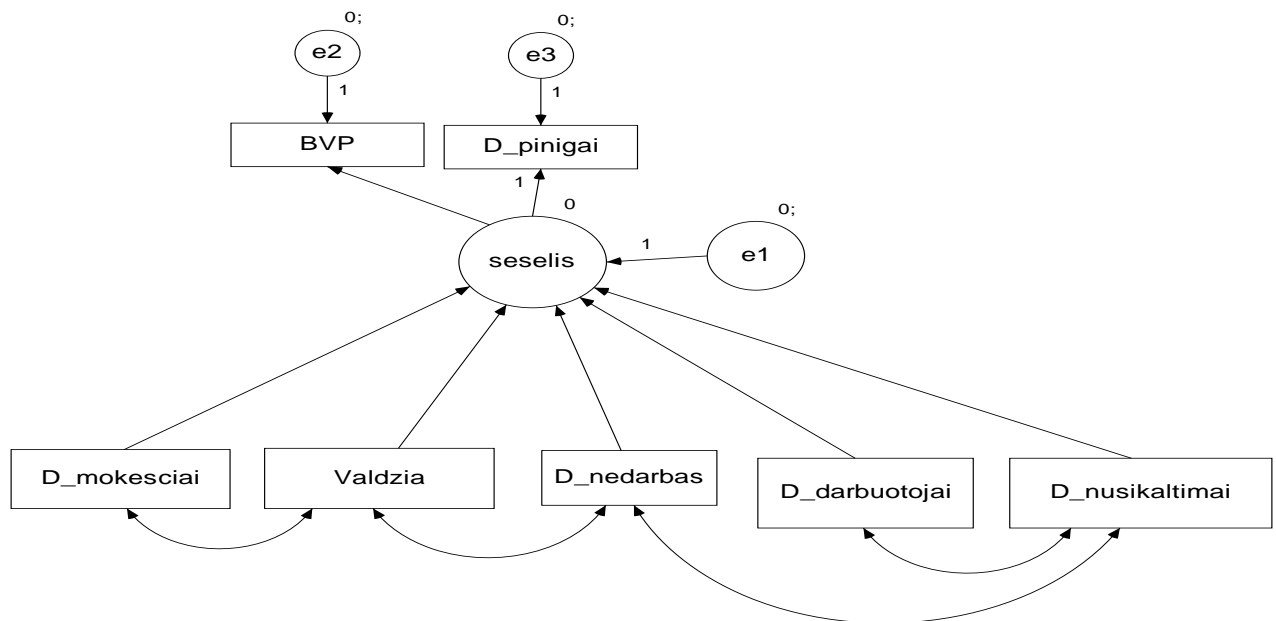 0;
0;
e2
e3
1
1
BVP
D_pinigai
1
0
0;
1
seselis
e1
D_mokesciai
Valdzia
D_nedarbas
D_darbuotojai
D_nusikaltimai